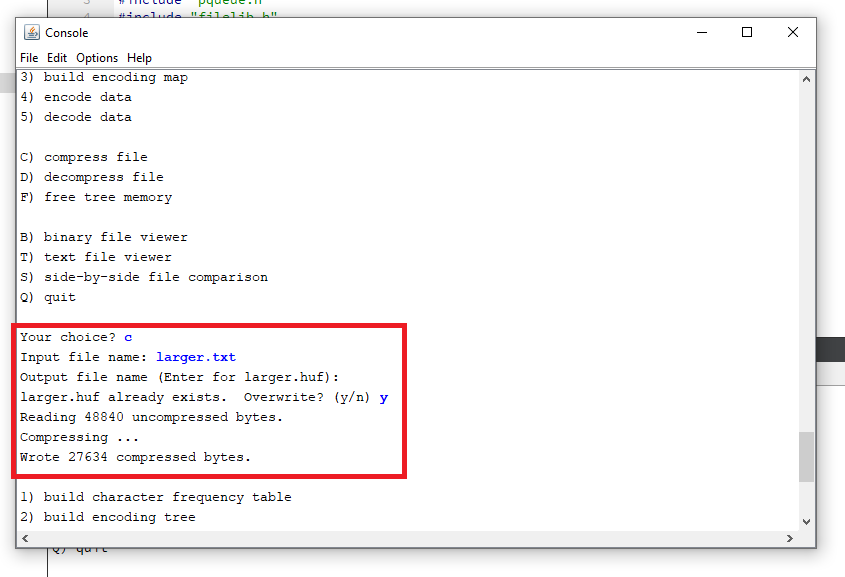 3
#include "pqueue.h"
4
#include "filelib.h"
Console
File Edit Options Help
3) build encoding map
4) encode data
5) decode data
C) compress file
D) decompress file
F) free tree memory
B) binary file viewer
T) text file viewer
S) side-by-side file comparison
Q) quit
Your choice? c
Input file name: larger.txt
Output file name (Enter for larger.huf):
larger.huf already exists.  Overwrite? (y/n) y
Reading 48840 uncompressed bytes.
Compressing ...
Wrote 27634 compressed bytes.
1) build character frequency table
2) build encoding tree
Q) quit